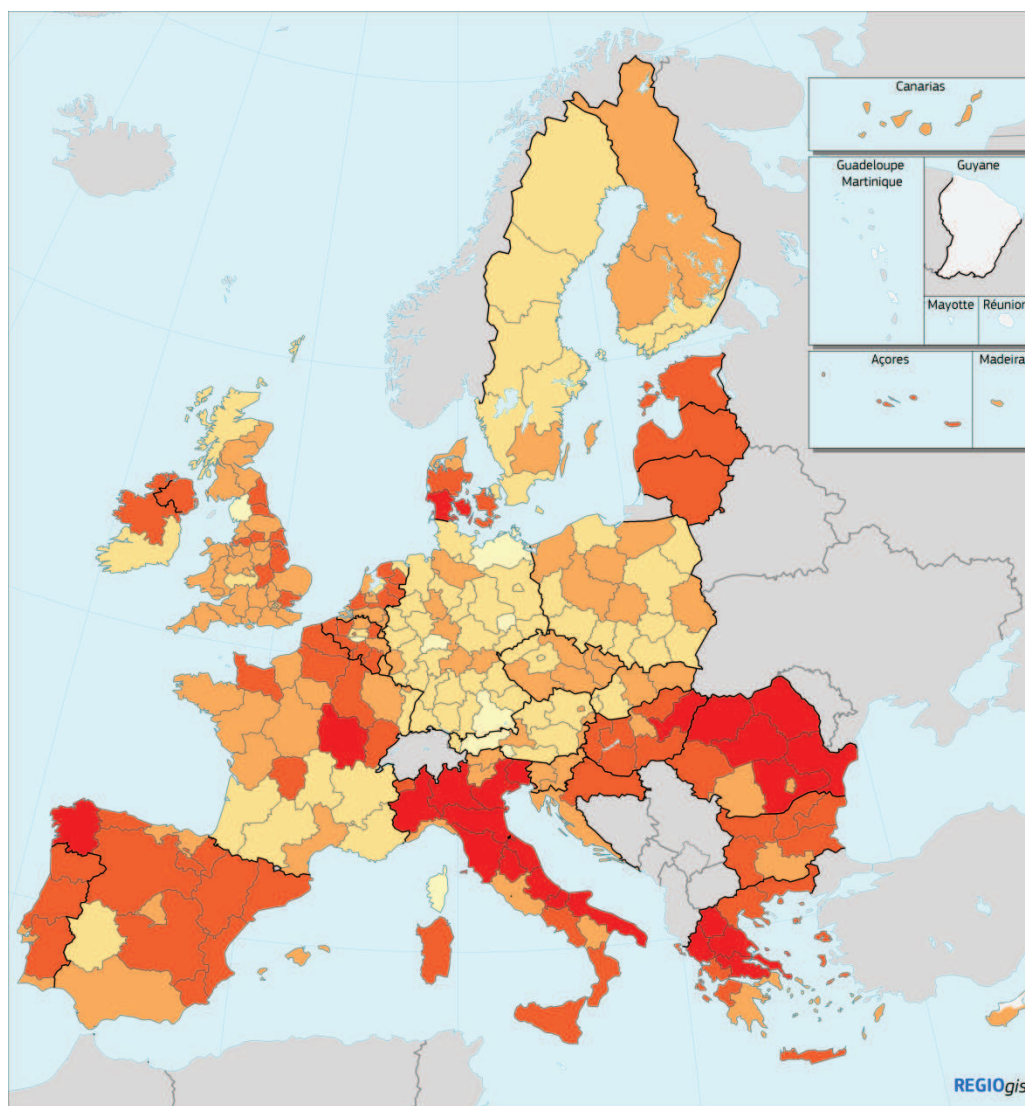 Canarias
Guadeloupe
Martinique
Guyane
Mayotte
Réunion
Açores
Madeira
REGIOgis